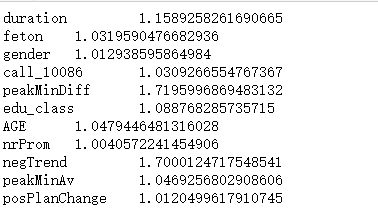 duration 1.1589258261690665
feton 1.0319590476682936
gender 1.012938595864984
call_10086 1.0309266554767367
peakMinDiff 1.7195996869483132
edu_class 1.088768285735715
AGE 1.0479446481316028
nrProm 1.0040572241454906
negTrend 1.7000124717548541
peakMinAv 1.0469256802908606
posPlanChange 1.0120499617910745